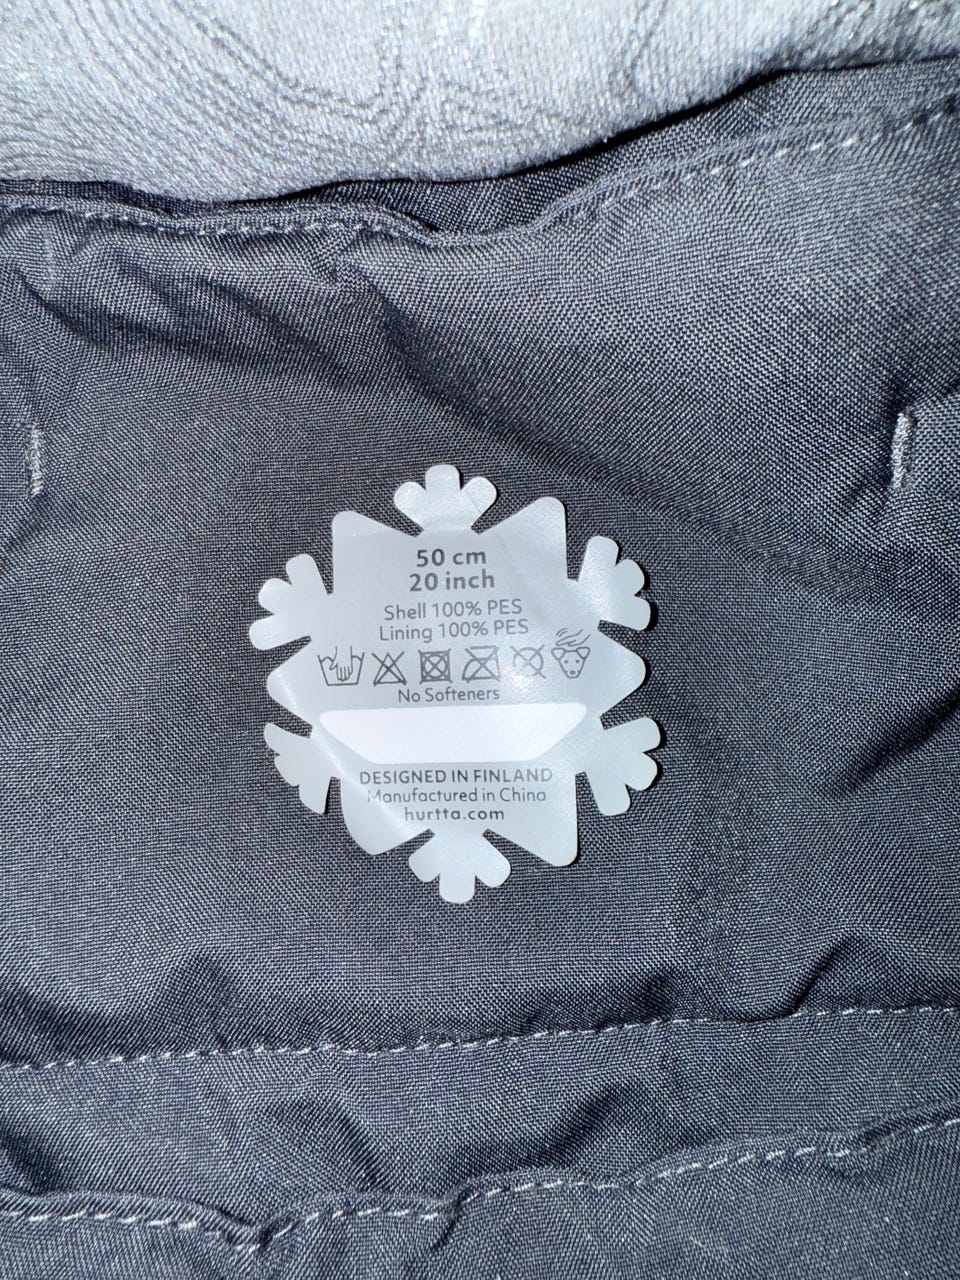 50 cm
20 inch
Shell 100% PES
Lining 100% PES
No Softeners
DESIGNED IN FINLAND
Manufactured in China
hurtta.com